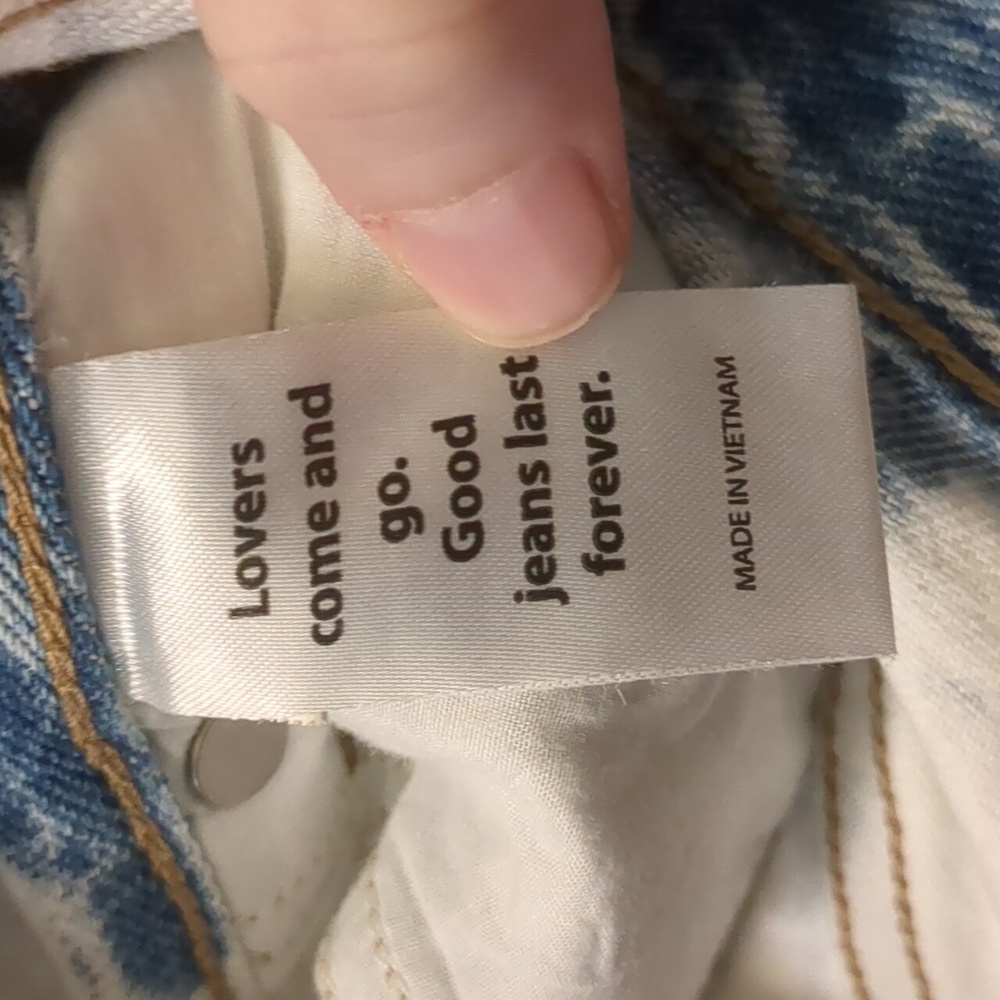 Lovers
come and
go.
Good
jeans last
forever.
MADE IN VIETNAM